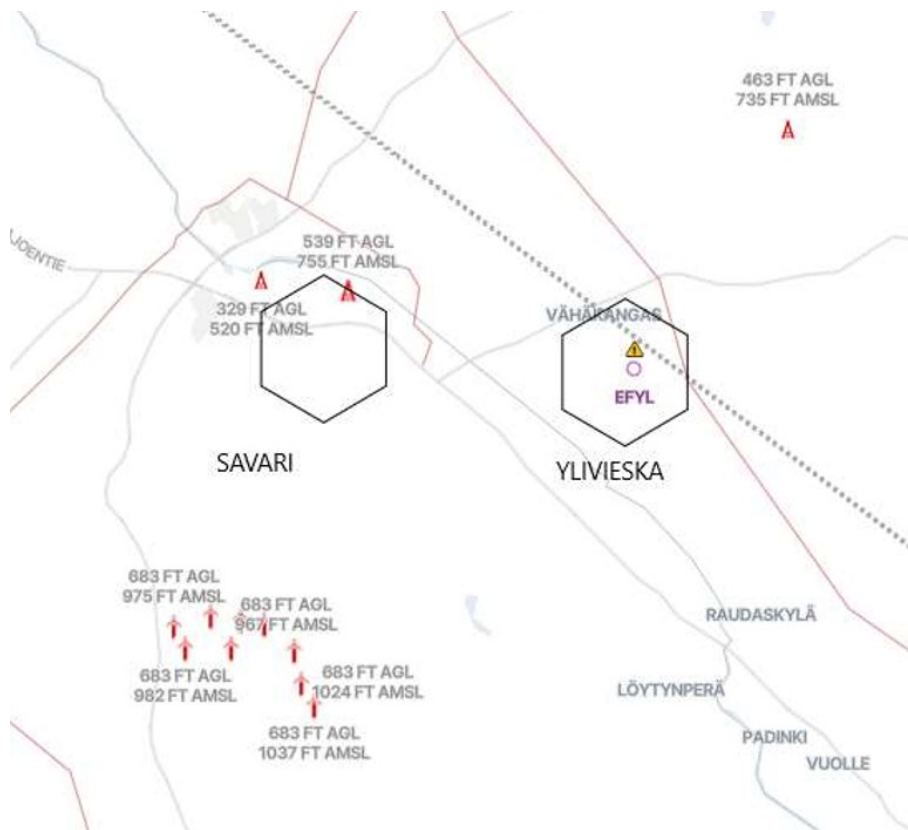 463 FT AGL
735 FT AMSL
JOENTIE
539 FT AGL
755 FT AMSL
329 FT AGL
520 FT AMSL
VÄHÄKANGAS
EFYL
SAVARI
YLIVIESKA
683 FT AGL
975 FT AMSL
683 FT AGL
967 FT AMSL
683 FT AGL
982 FT AMSL
683 FT AGL
1024 FT AMSL
683 FT AGL
1037 FT AMSL
RAUDASKYLÄ
LÖYTYNPERÄ
PADINKI
VUOLLE